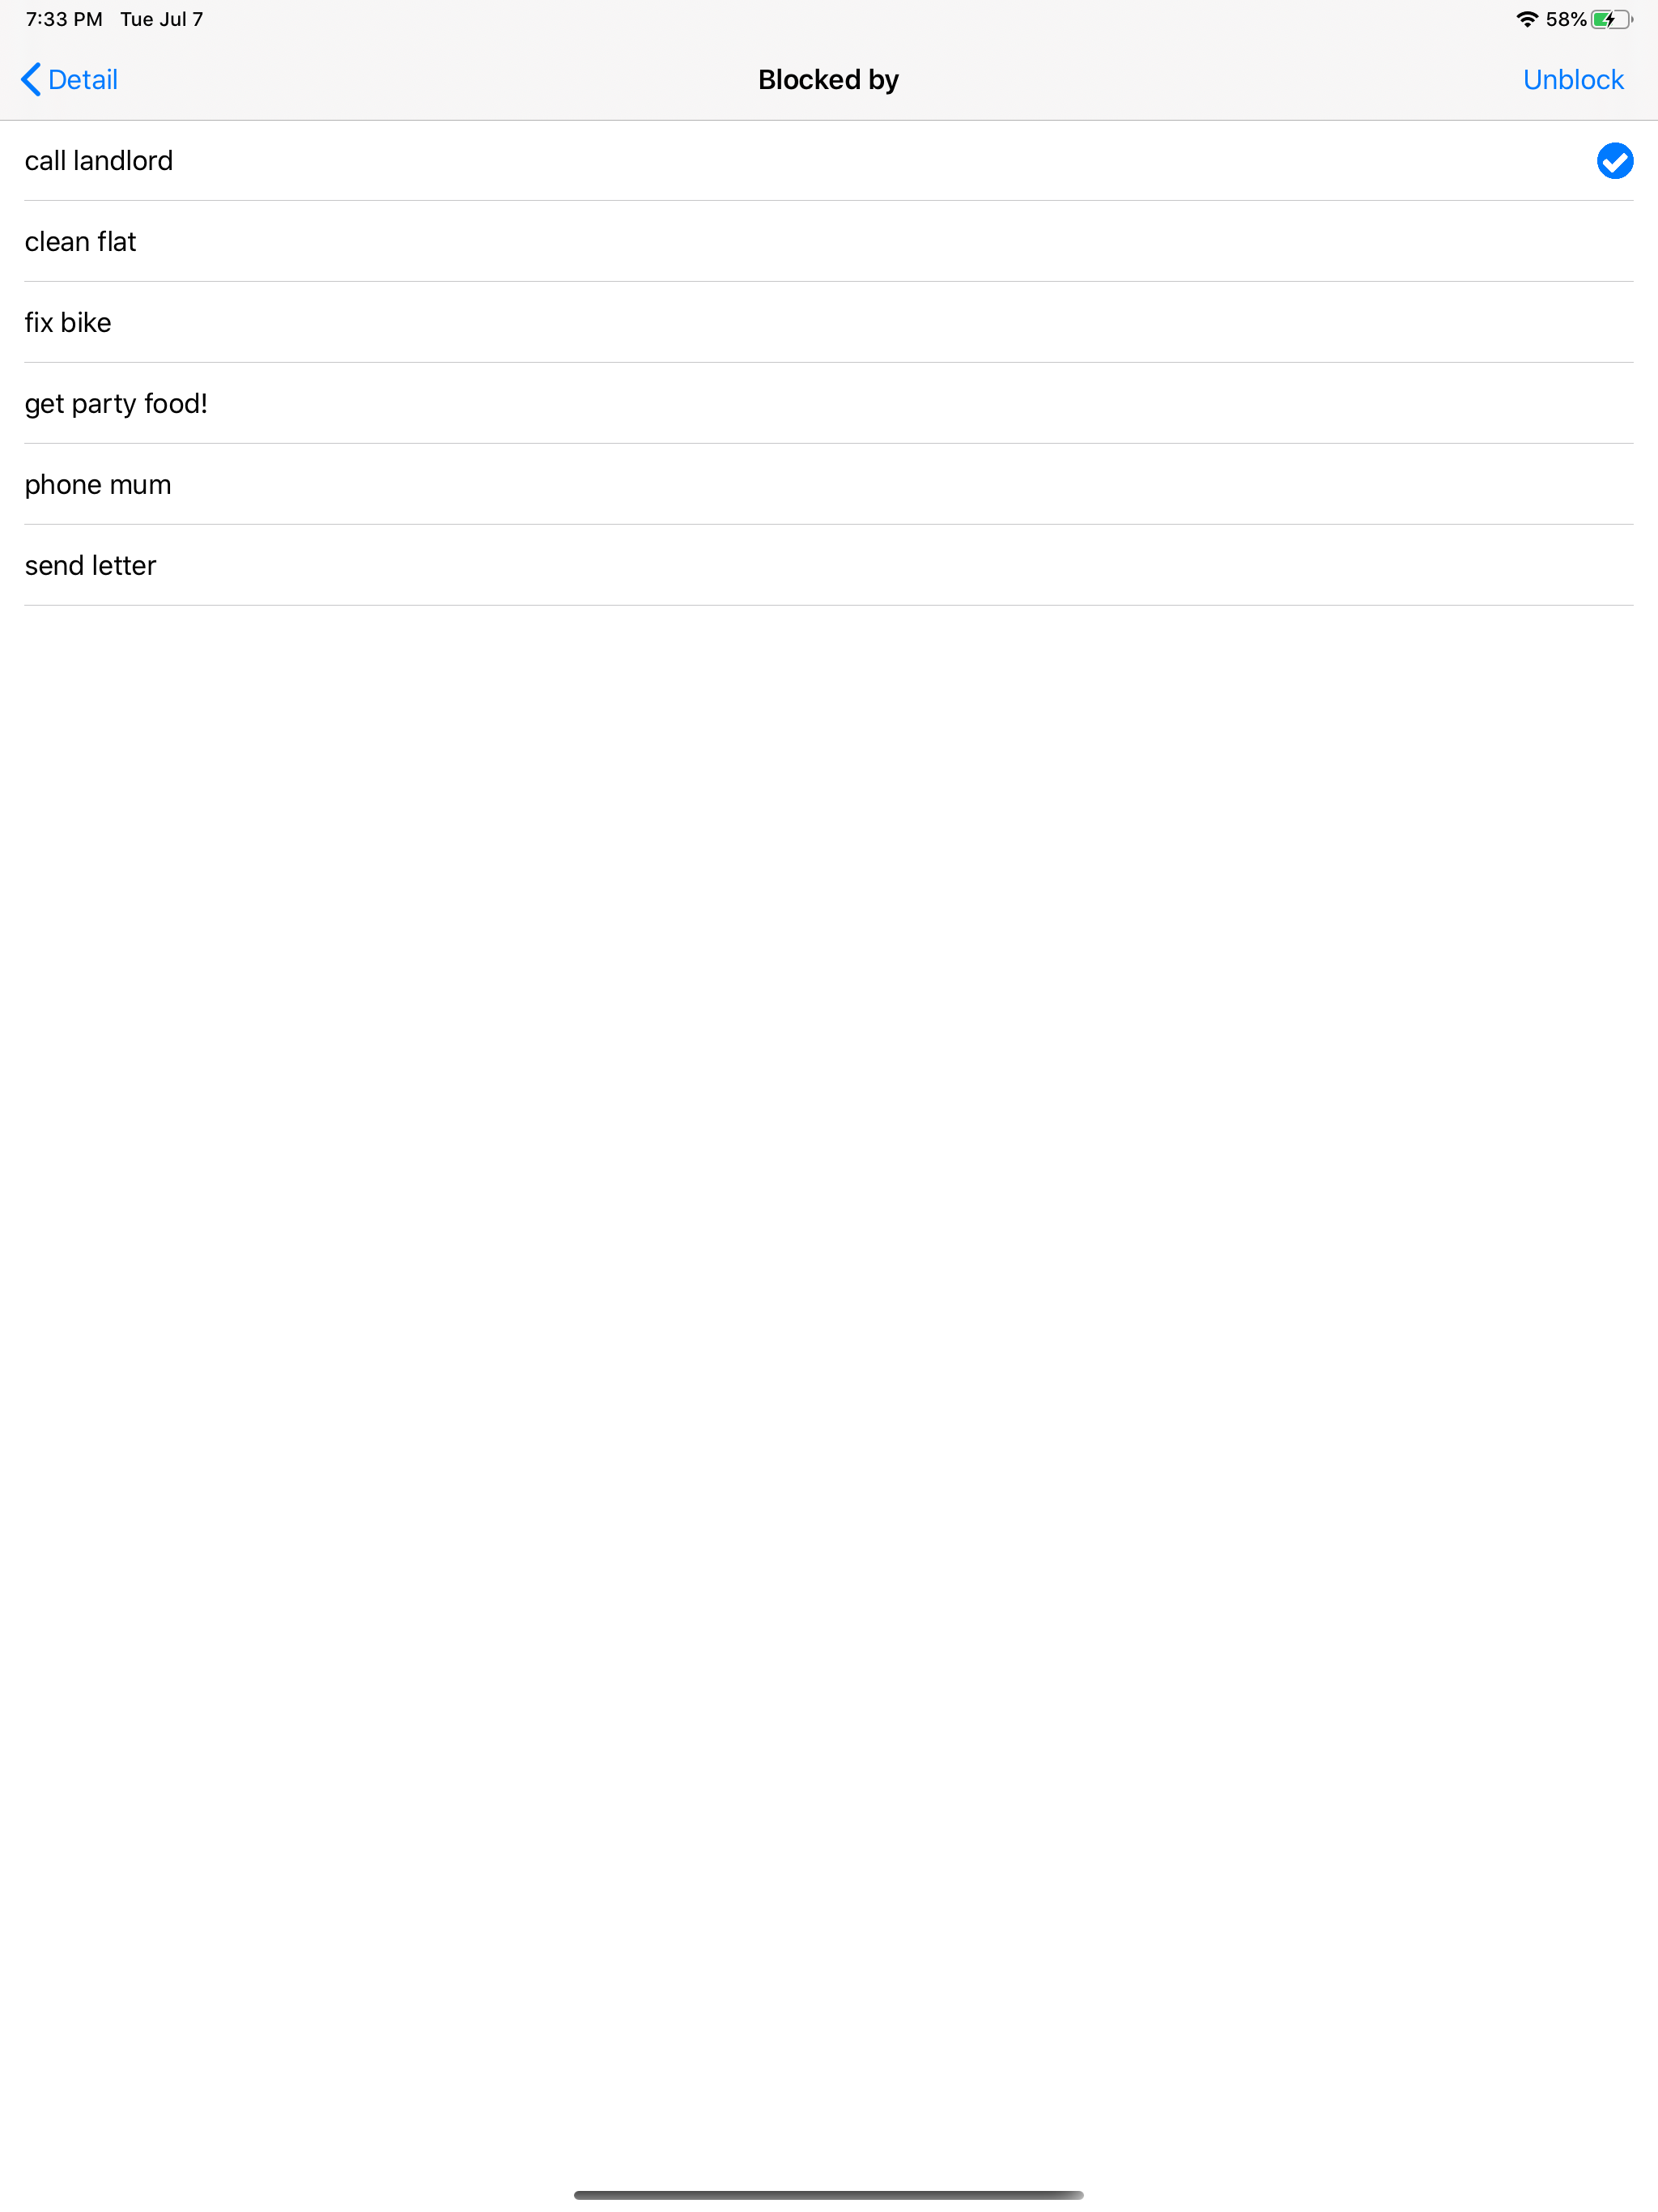 7:33 PM Tue Jul 7 58%
Detail Blocked by Unblock
call landlord
clean flat
fix bike
get party food!
phone mum
send letter